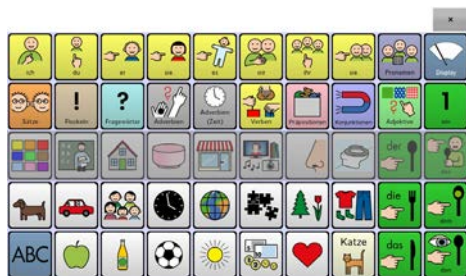 ×
ich du er sie es wir ihr sie Pronomen Display
Sätze Floskeln Fragewörter Adverbien Adverbien (Zeit) Verben Präpositionen Konjunktionen Adjektive 1
! ?
der
die
ABC Katze das